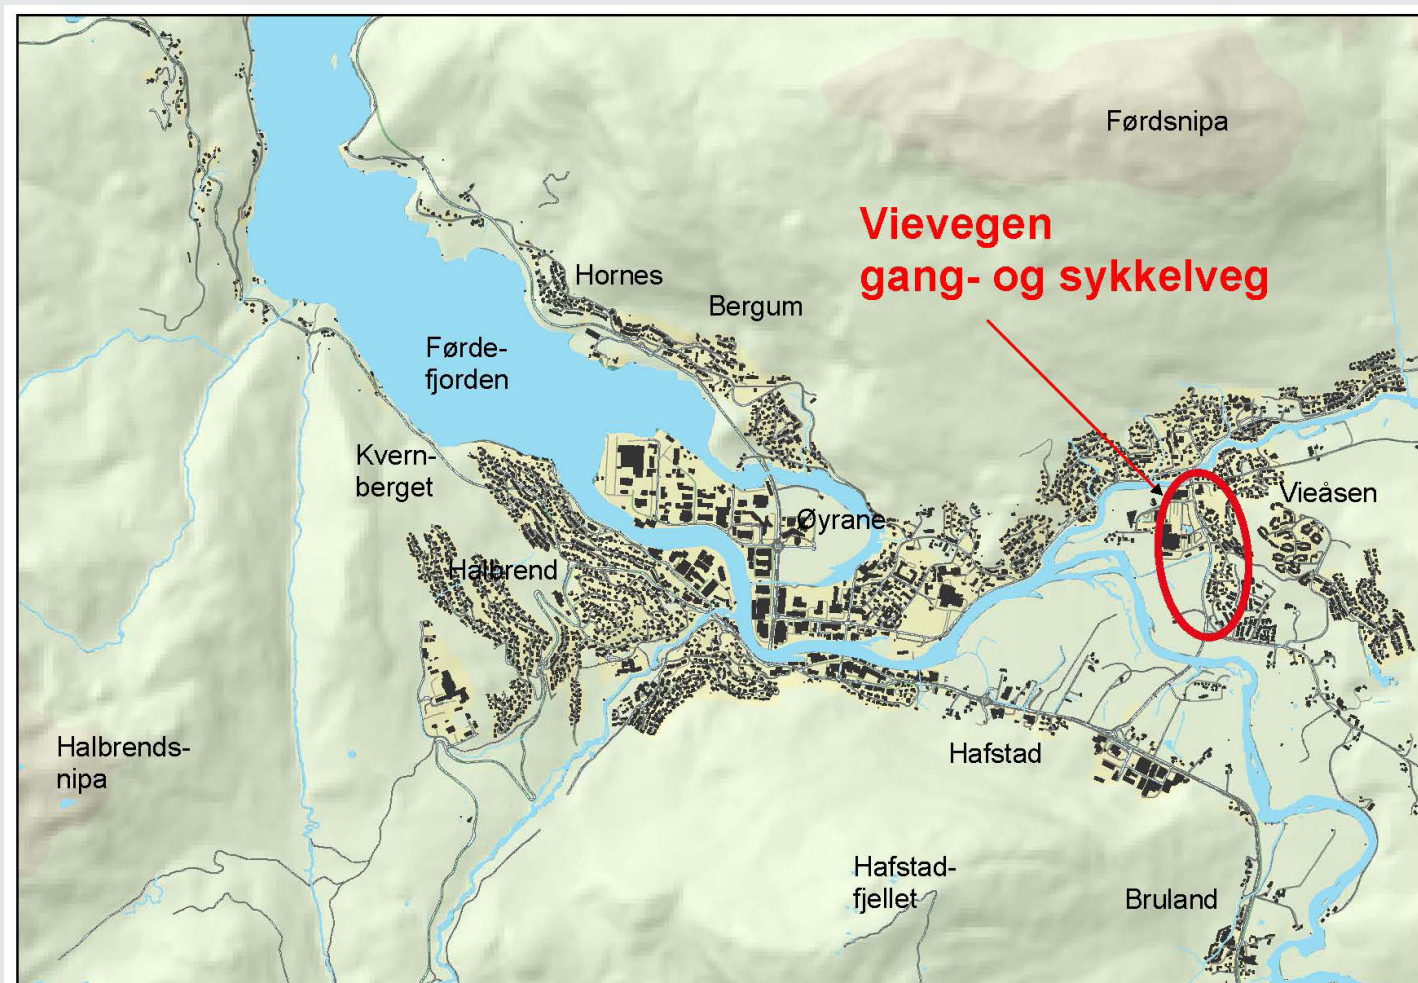 Førdsnipa
Vievegen
gang- og sykkelveg
Hornes
Bergum
Førde-
fjorden
Kvern-
berget
Vieåsen
Øyrane
Halbrend
Halbrends-
nipa
Hafstad
Hafstad-
fjellet
Bruland